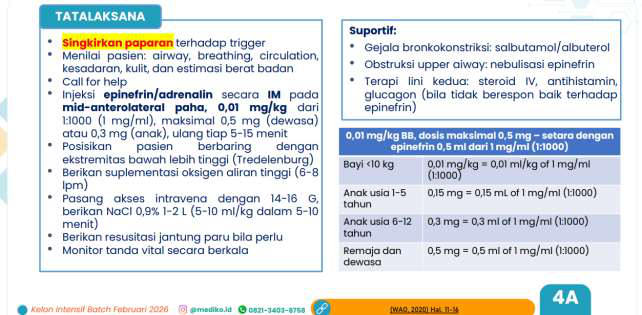 TATALAKSANA
• Singkirkan paparan terhadap trigger
• Menilai pasien: airway, breathing, circulation,
kesadaran, kulit, dan estimasi berat badan
• Call for help
• Injeksi epinefrin/adrenalin secara IM pada
mid-anterolateral paha, 0,01 mg/kg dari
1:1000 (1 mg/ml), maksimal 0,5 mg (dewasa)
atau 0,3 mg (anak), ulang tiap 5-15 menit
• Posisikan pasien berbaring dengan
ekstremitas bawah lebih tinggi (Tredelenburg)
• Berikan suplementasi oksigen aliran tinggi (6-8
lpm)
• Pasang akses intravena dengan 14-16 G,
berikan NaCl 0,9% 1-2 L (5-10 ml/kg dalam 5-10
menit)
• Berikan resusitasi jantung paru bila perlu
• Monitor tanda vital secara berkala
Suportif:
• Gejala bronkokonstriksi: salbutamol/albuterol
• Obstruksi upper aiway: nebulisasi epinefrin
• Terapi lini kedua: steroid IV, antihistamin,
glucagon (bila tidak berespon baik terhadap
epinefrin)
0,01 mg/kg BB, dosis maksimal 0,5 mg – setara dengan
epinefrin 0,5 ml dari 1 mg/ml (1:1000)
Bayi <10 kg 0,01 mg/kg = 0,01 ml/kg of 1 mg/ml
(1:1000)
Anak usia 1-5 0,15 mg = 0,15 mL of 1 mg/ml (1:1000)
tahun
Anak usia 6-12 0,3 mg = 0,3 ml of 1 mg/ml (1:1000)
tahun
Remaja dan 0,5 mg = 0,5 ml of 1 mg/ml (1:1000)
dewasa
4A
Kelon Intensif Batch Februari 2026 @mediko.id 0821-3403-8758 (WAO, 2020) Hal. 11-16